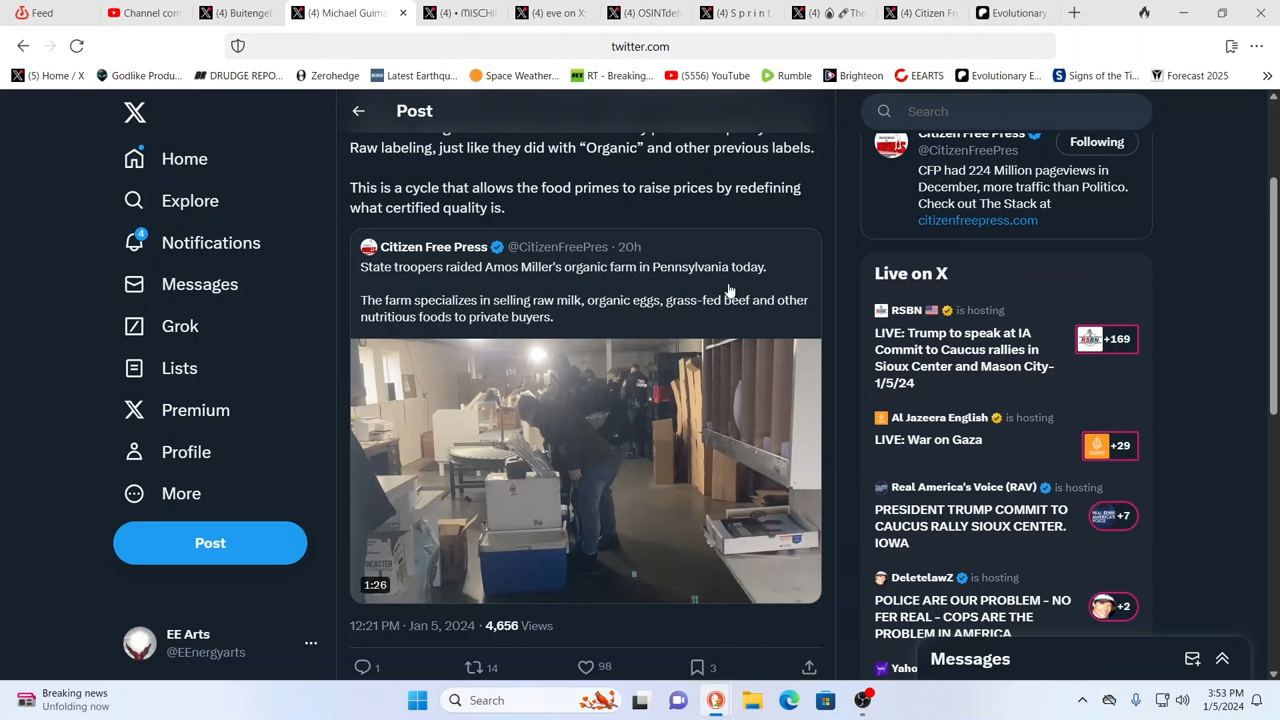 Feed
Channel con
(4) Buitengeb
(4) Michael Guima
(4) • MISCHI
(4) eve on X:
(4) OSINTdef
(4) S p r i n t
(4)
The
(4) Citizen Fr
Evolutionary
twitter.com
(5) Home / X
Godlike Produ...
DRUDGE REPO...
Zerohedge
Latest Earthqu...
Space Weather...
RT - Breaking...
(5556) YouTube
Rumble
Brighteon
EEARTS
Evolutionary E...
Signs of the Ti...
Forecast 2025
Home
Explore
4
Notifications
Messages
Grok
Lists
Premium
Profile
More
Post
EE Arts
@EEnergyarts
Post
Raw labeling, just like they did with “Organic” and other previous labels.
This is a cycle that allows the food primes to raise prices by redefining
what certified quality is.
Citizen Free Press @CitizenFreePres · 20h
State troopers raided Amos Miller's organic farm in Pennsylvania today.
The farm specializes in selling raw milk, organic eggs, grass-fed beef and other
nutritious foods to private buyers.
LANCASTER
1:26
12:21 PM · Jan 5, 2024 · 4,656 Views
1
14
98
3
Search
Citizen Free Press
@CitizenFreePres
Following
CFP had 224 Million pageviews in
December, more traffic than Politico.
Check out The Stack at
citizenfreepress.com
Live on X
RSBN is hosting
LIVE: Trump to speak at IA
Commit to Caucus rallies in
Sioux Center and Mason City-
1/5/24
+169
Al Jazeera English is hosting
LIVE: War on Gaza
+29
Real America's Voice (RAV) is hosting
PRESIDENT TRUMP COMMIT TO
CAUCUS RALLY SIOUX CENTER.
IOWA
+7
DeletelawZ is hosting
POLICE ARE OUR PROBLEM - NO
FER REAL - COPS ARE THE
PROBLEM IN AMERICA
+2
Yaho
Messages
Breaking news
Unfolding now
Search
3:53 PM
1/5/2024